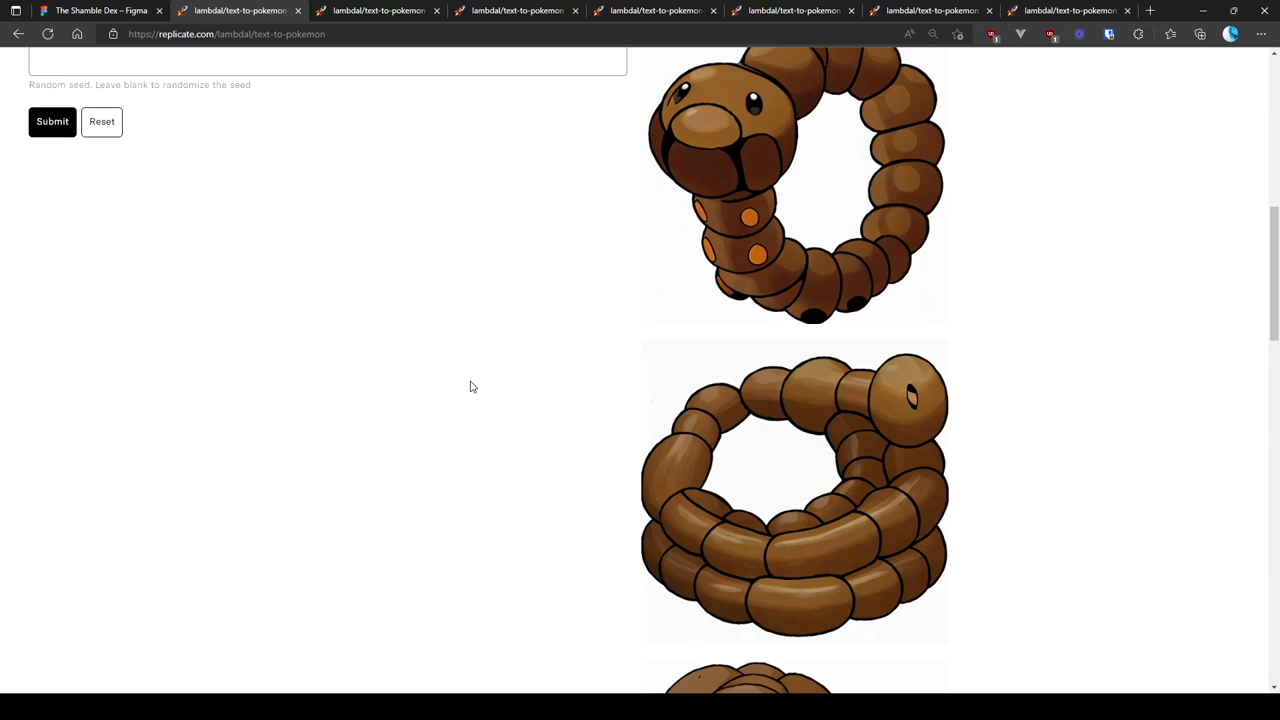 The Shamble Dex – Figma
lambdal/text-to-pokemon
lambdal/text-to-pokemon
lambdal/text-to-pokemon
lambdal/text-to-pokemon
lambdal/text-to-pokemon
lambdal/text-to-pokemon
lambdal/text-to-pokemon
https://replicate.com/lambdal/text-to-pokemon
Random seed. Leave blank to randomize the seed
Submit
Reset